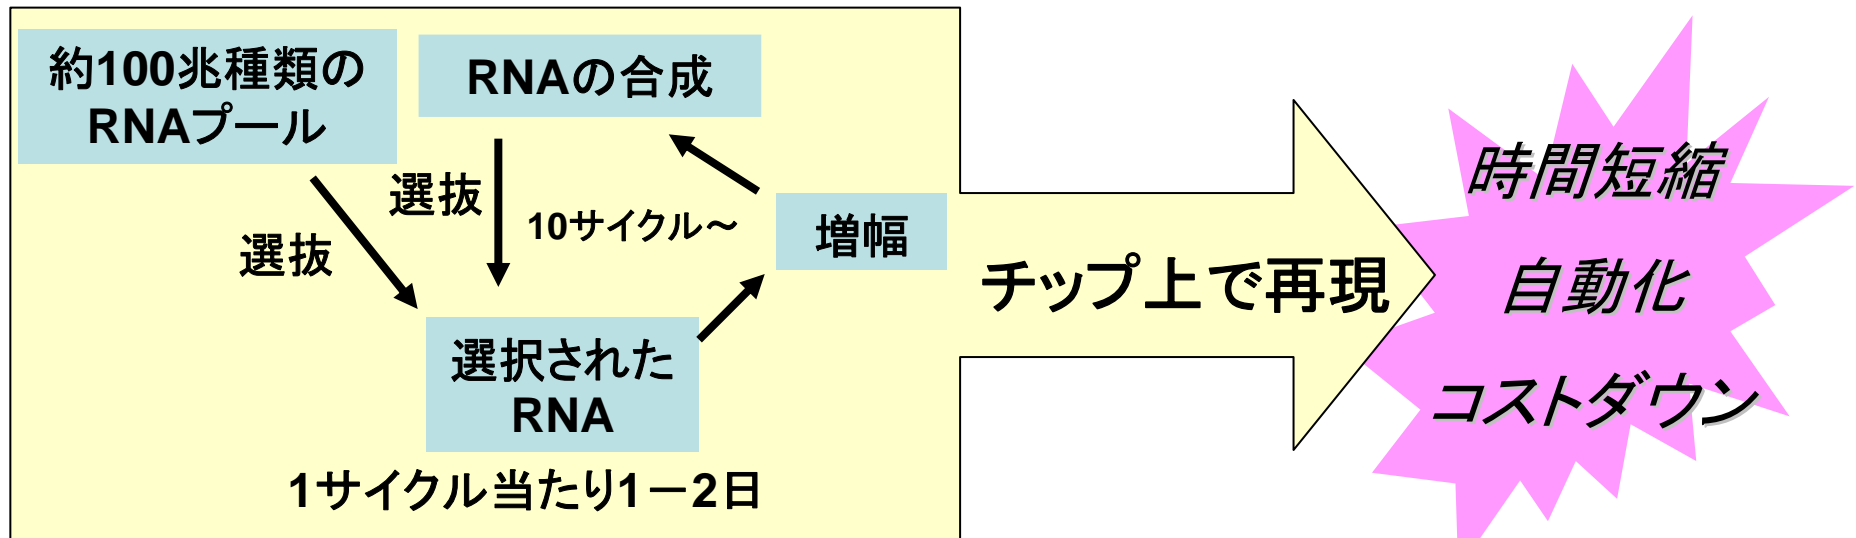 約100兆種類の
RNAプール
RNAの合成
選抜
選抜
10サイクル～
増幅
選択された
RNA
1サイクル当たり1－2日
チップ上で再現
時間短縮
自動化
コストダウン